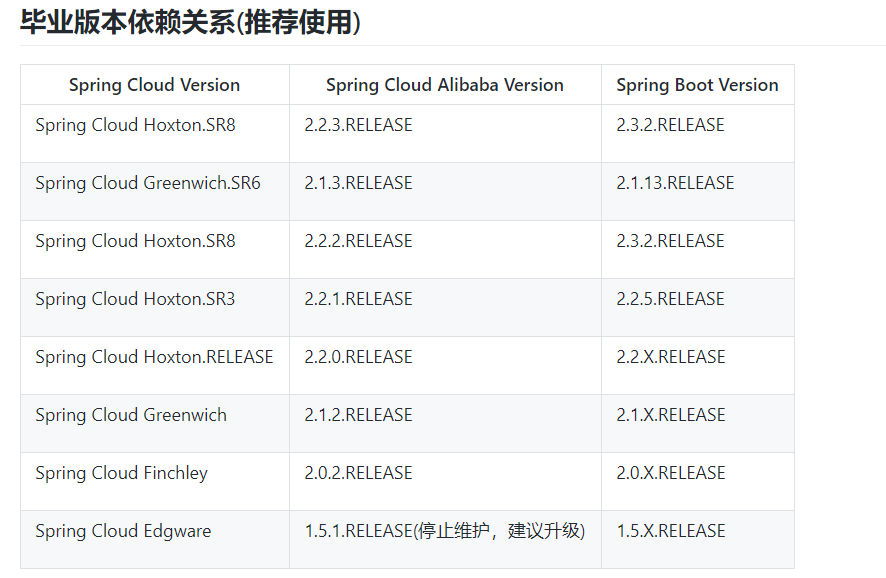 毕业版本依赖关系(推荐使用)
Spring Cloud Version Spring Cloud Alibaba Version Spring Boot Version
Spring Cloud Hoxton.SR8 2.2.3.RELEASE 2.3.2.RELEASE
Spring Cloud Greenwich.SR6 2.1.3.RELEASE 2.1.13.RELEASE
Spring Cloud Hoxton.SR8 2.2.2.RELEASE 2.3.2.RELEASE
Spring Cloud Hoxton.SR3 2.2.1.RELEASE 2.2.5.RELEASE
Spring Cloud Hoxton.RELEASE 2.2.0.RELEASE 2.2.X.RELEASE
Spring Cloud Greenwich 2.1.2.RELEASE 2.1.X.RELEASE
Spring Cloud Finchley 2.0.2.RELEASE 2.0.X.RELEASE
Spring Cloud Edgware 1.5.1.RELEASE(停止维护，建议升级) 1.5.X.RELEASE